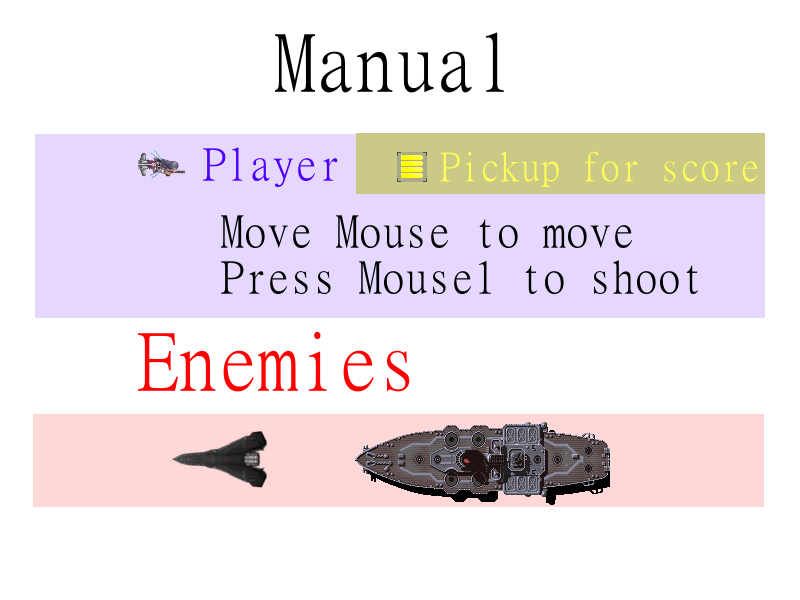 Manual
Player
Pickup for score
Move Mouse to move
Press Mouse1 to shoot
Enemies